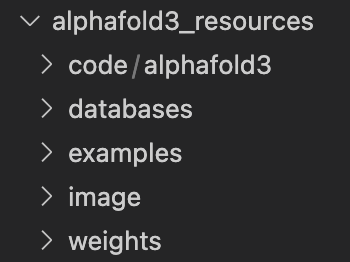 alphafold3_resources
code/alphafold3
databases
examples
image
weights